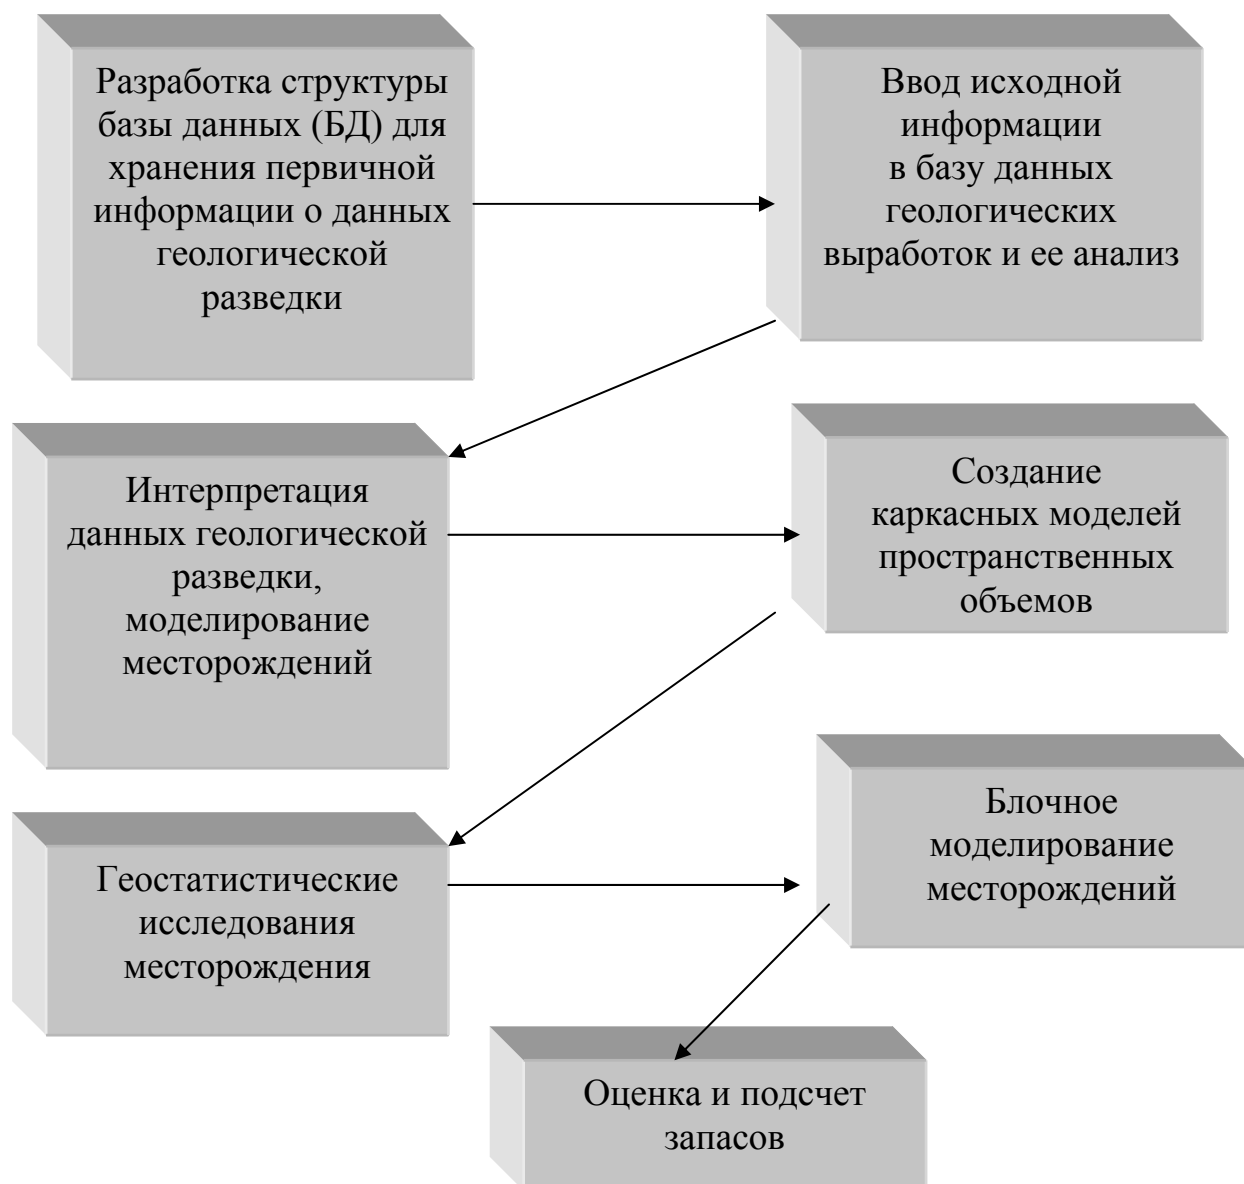 Разработка структуры
базы данных (БД) для
хранения первичной
информации о данных
геологической
разведки
Ввод исходной
информации
в базу данных
геологических
выработок и ее анализ
Интерпретация
данных геологической
разведки,
моделирование
месторождений
Создание
каркасных моделей
пространственных
объемов
Геостатистические
исследования
месторождения
Блочное
моделирование
месторождений
Оценка и подсчет
запасов